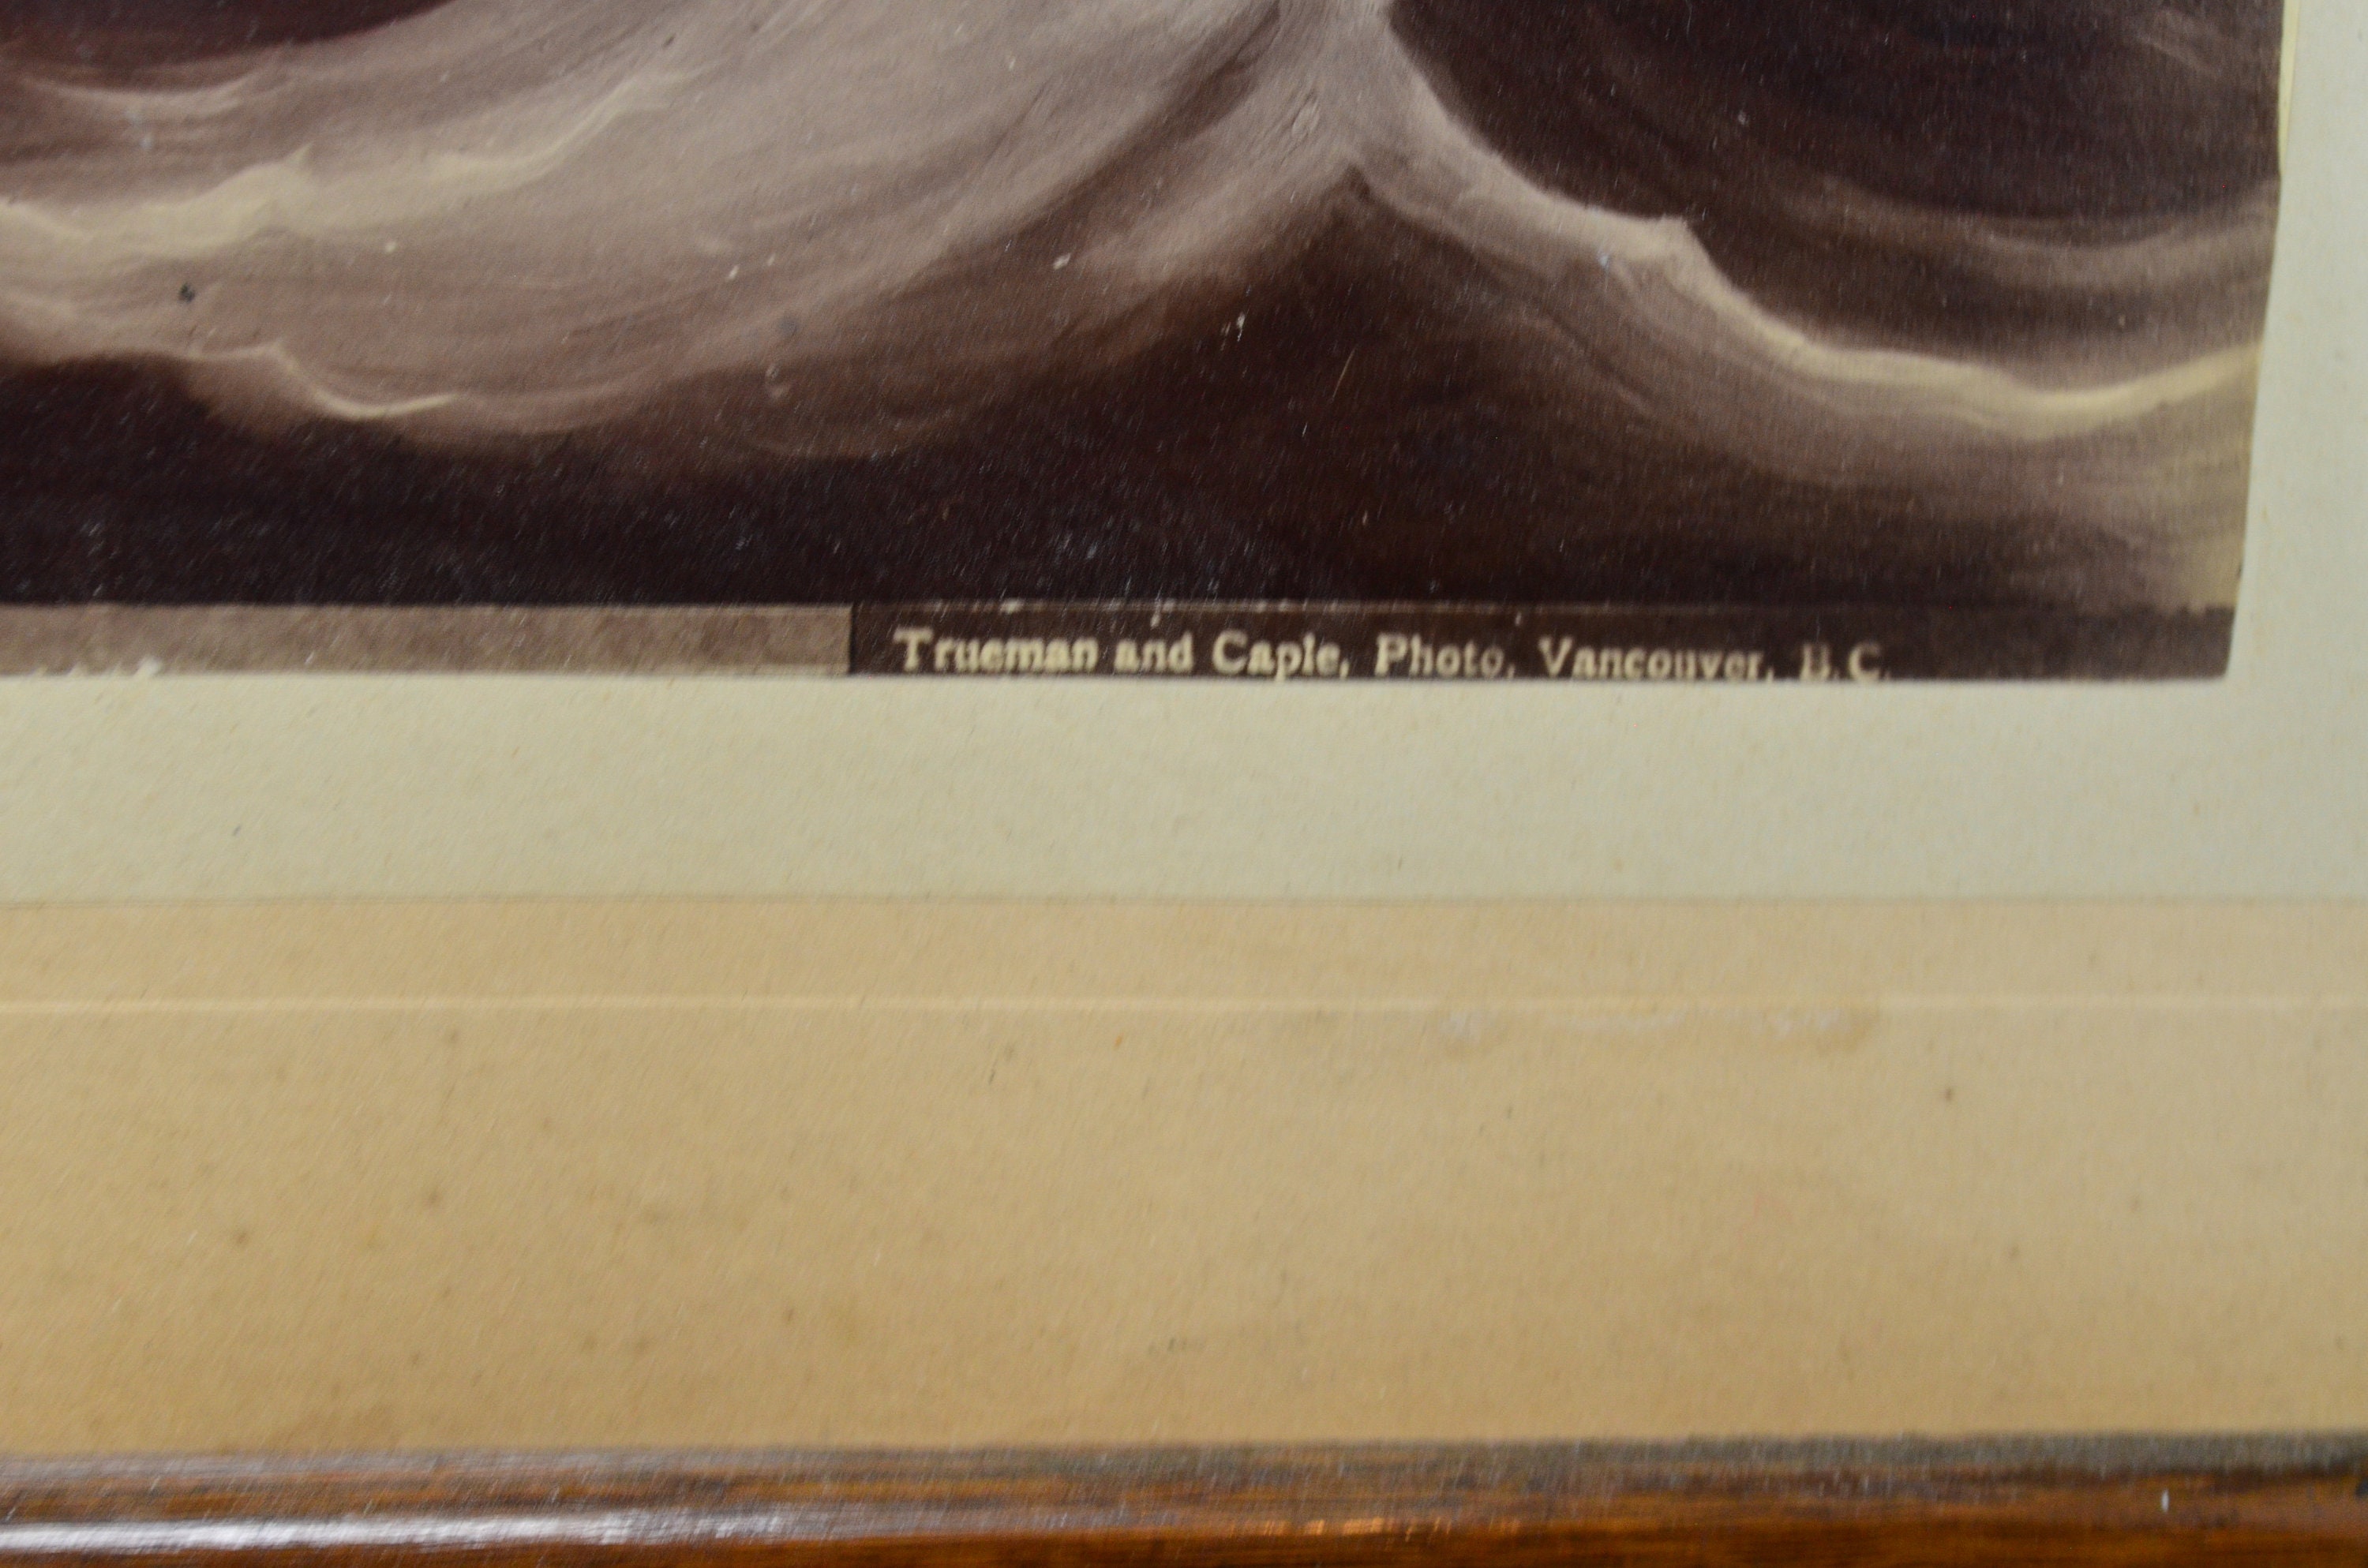 Trueman and Caple, Photo, Vancouver, B.C.